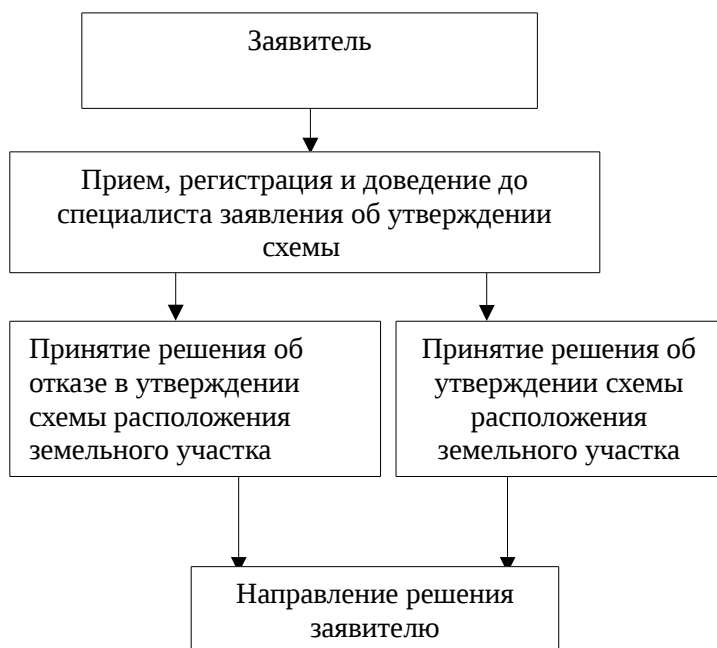 Заявитель
Прием, регистрация и доведение до
специалиста заявления об утверждении
схемы
Принятие решения об
отказе в утверждении
схемы расположения
земельного участка
Принятие решения об
утверждении схемы
расположения
земельного участка
Направление решения
заявителю